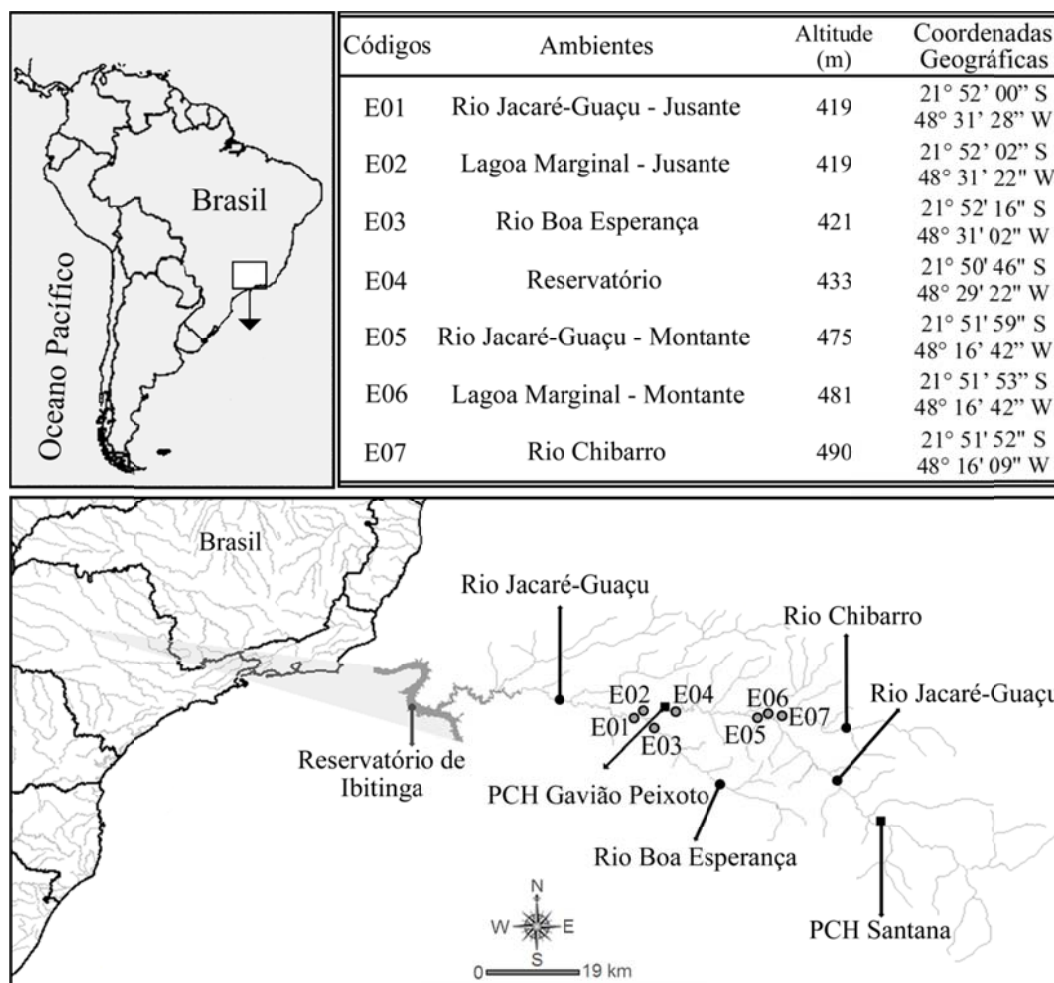 Brasil
Oceano Pacífico
Códigos Ambientes Altitude (m) Coordenadas Geográficas
E01 Rio Jacaré-Guaçu - Jusante 419 21° 52’ 00” S 48° 31’ 28” W
E02 Lagoa Marginal - Jusante 419 21° 52’ 02” S 48° 31’ 22" W
E03 Rio Boa Esperança 421 21° 52’ 16" S 48° 31’ 02" W
E04 Reservatório 433 21° 50' 46" S 48° 29' 22" W
E05 Rio Jacaré-Guaçu - Montante 475 21° 51' 59" S 48° 16’ 42” W
E06 Lagoa Marginal - Montante 481 21° 51’ 53” S 48° 16’ 42” W
E07 Rio Chibarro 490 21° 51’ 52" S 48° 16’ 09" W
Brasil
Rio Jacaré-Guaçu
Rio Chibarro
Rio Jacaré-Guaçu
E02
E04
E06
E07
E01
E03
E05
Reservatório de
Ibitinga
PCH Gavião Peixoto
Rio Boa Esperança
PCH Santana
N
W
E
S
0
19 km